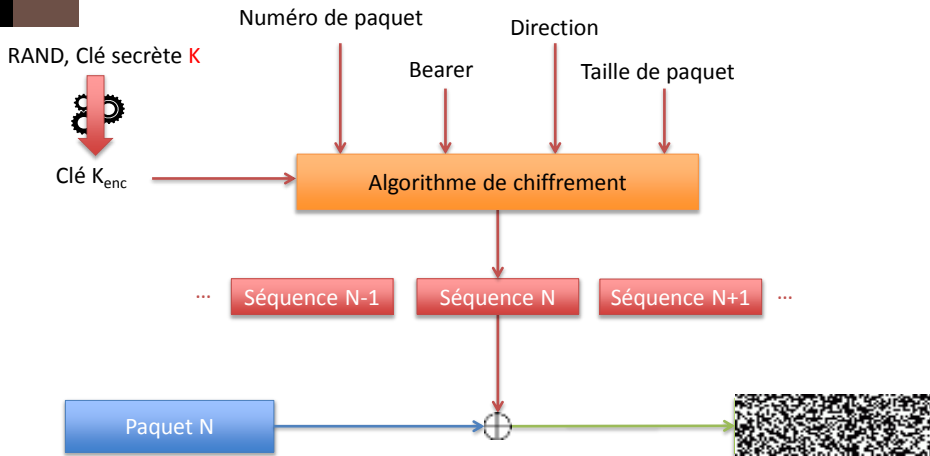 Numéro de paquet
Direction
RAND, Clé secrète K
Bearer
Taille de paquet
Clé Kenc
Algorithme de chiffrement
... Séquence N-1 Séquence N Séquence N+1 ...
Paquet N